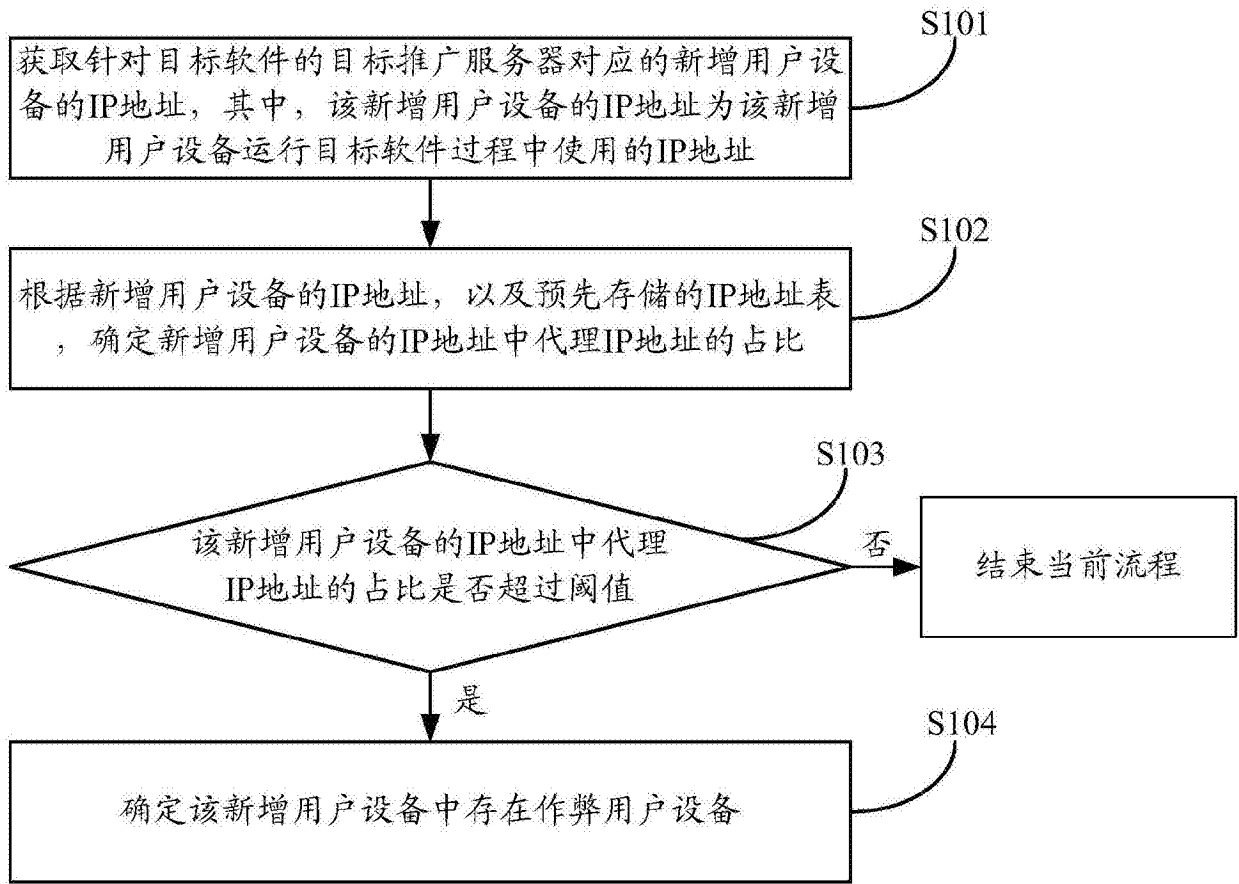 S101
获取针对目标软件的目标推广服务器对应的新增用户设
备的IP地址，其中，该新增用户设备的IP地址为该新增
用户设备运行目标软件过程中使用的IP地址
S102
根据新增用户设备的IP地址，以及预先存储的IP地址表
，确定新增用户设备的IP地址中代理IP地址的占比
S103
该新增用户设备的IP地址中代理
IP地址的占比是否超过阈值
否
结束当前流程
是
S104
确定该新增用户设备中存在作弊用户设备